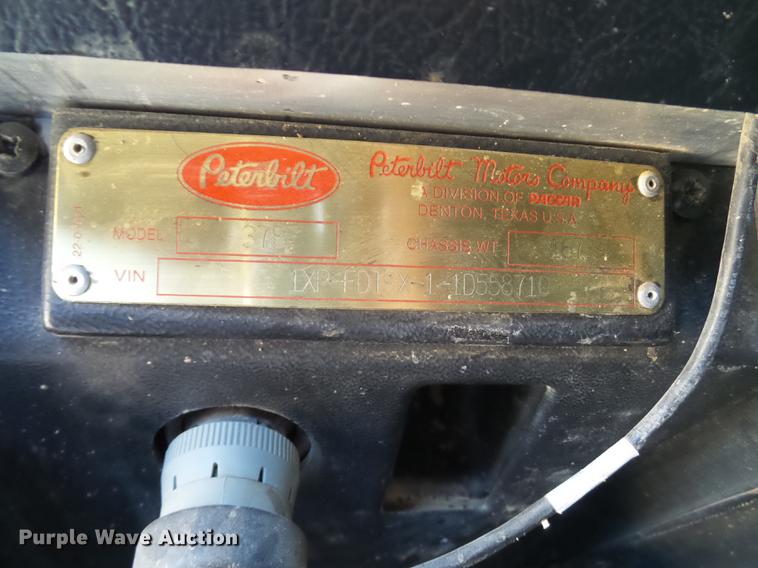 Peterbilt
Peterbilt Motors Company
A DIVISION OF PACCAR
DENTON, TEXAS U.S.A.
MODEL
CHASSIS WT.
VIN
Purple Wave Auction